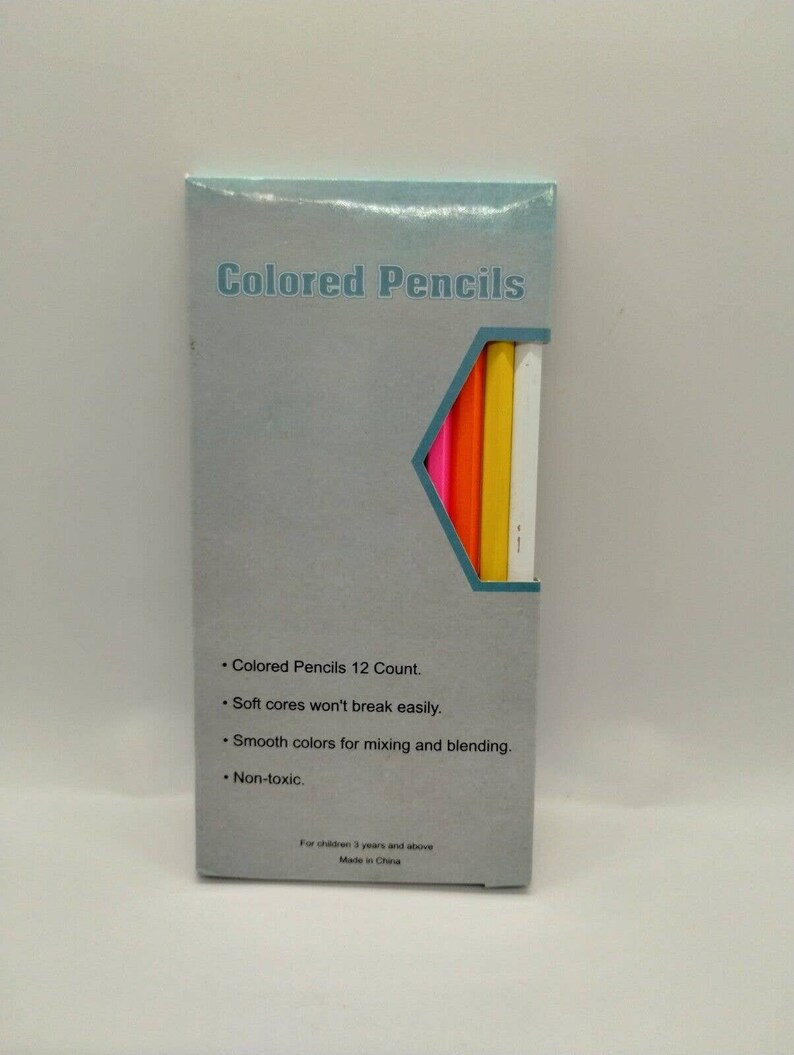 Colored Pencils
• Colored Pencils 12 Count.
• Soft cores won't break easily.
• Smooth colors for mixing and blending.
• Non-toxic.
For children 3 years and above
Made in China